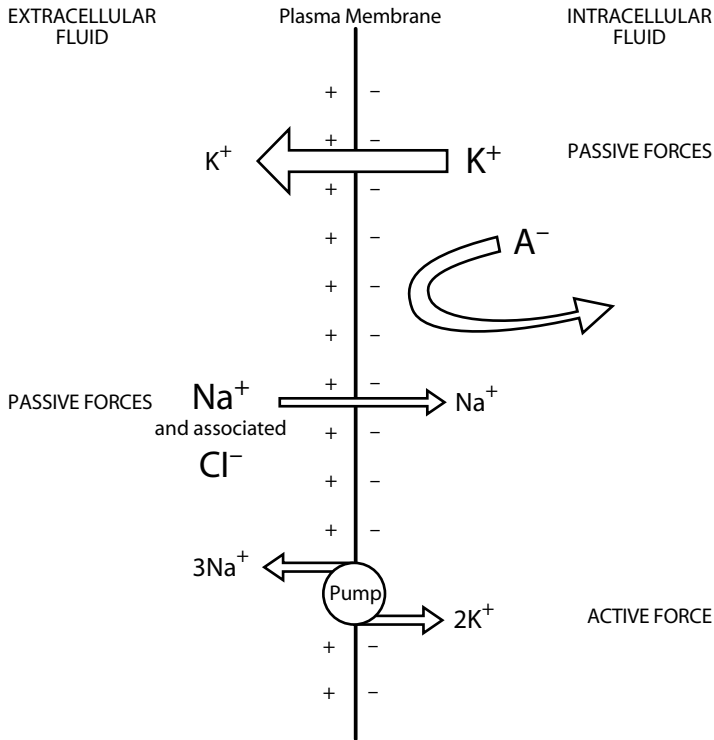 EXTRACELLULAR
FLUID
Plasma Membrane
INTRACELLULAR
FLUID
+ −
+ −
K⁺
K⁺
PASSIVE FORCES
+ −
+ −
A⁻
+ −
+ −
+ −
PASSIVE FORCES
Na⁺
Na⁺
and associated
+ −
Cl⁻
+ −
+ −
3Na⁺
Pump
2K⁺
ACTIVE FORCE
+ −
+ −